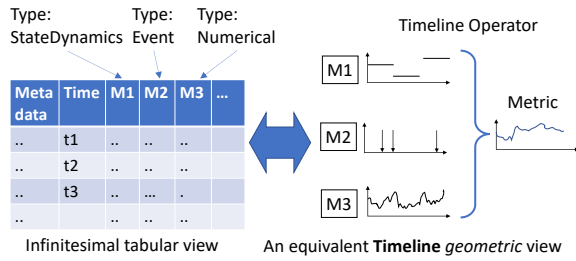 Type:
StateDynamics
Type:
Event
Type:
Numerical
Meta data Time M1 M2 M3 ...
.. t1 .. .. ..
.. t2 .. .. ..
.. t3 .. ... .
.. .. .. ..
Infinitesimal tabular view
Timeline Operator
M1
M2
M3
Metric
An equivalent Timeline geometric view